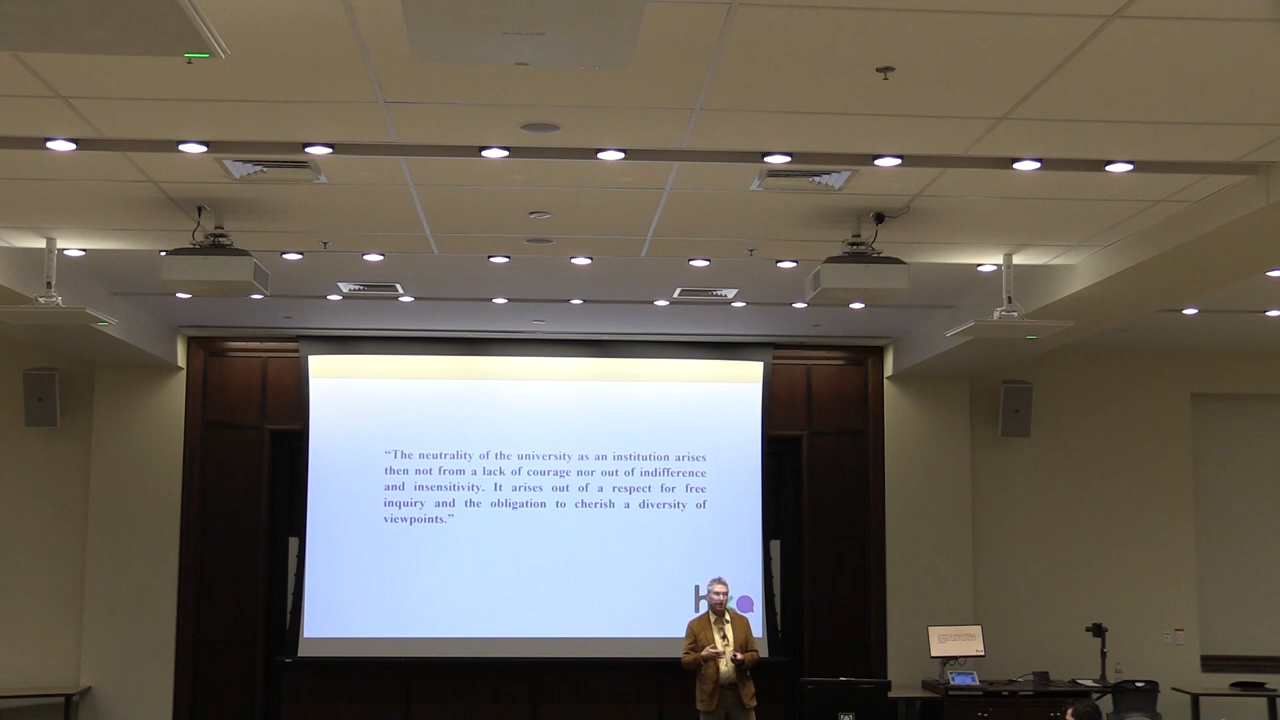 “The neutrality of the university as an institution arises
then not from a lack of courage nor out of indifference
and insensitivity. It arises out of a respect for free
inquiry and the obligation to cherish a diversity of
viewpoints.”